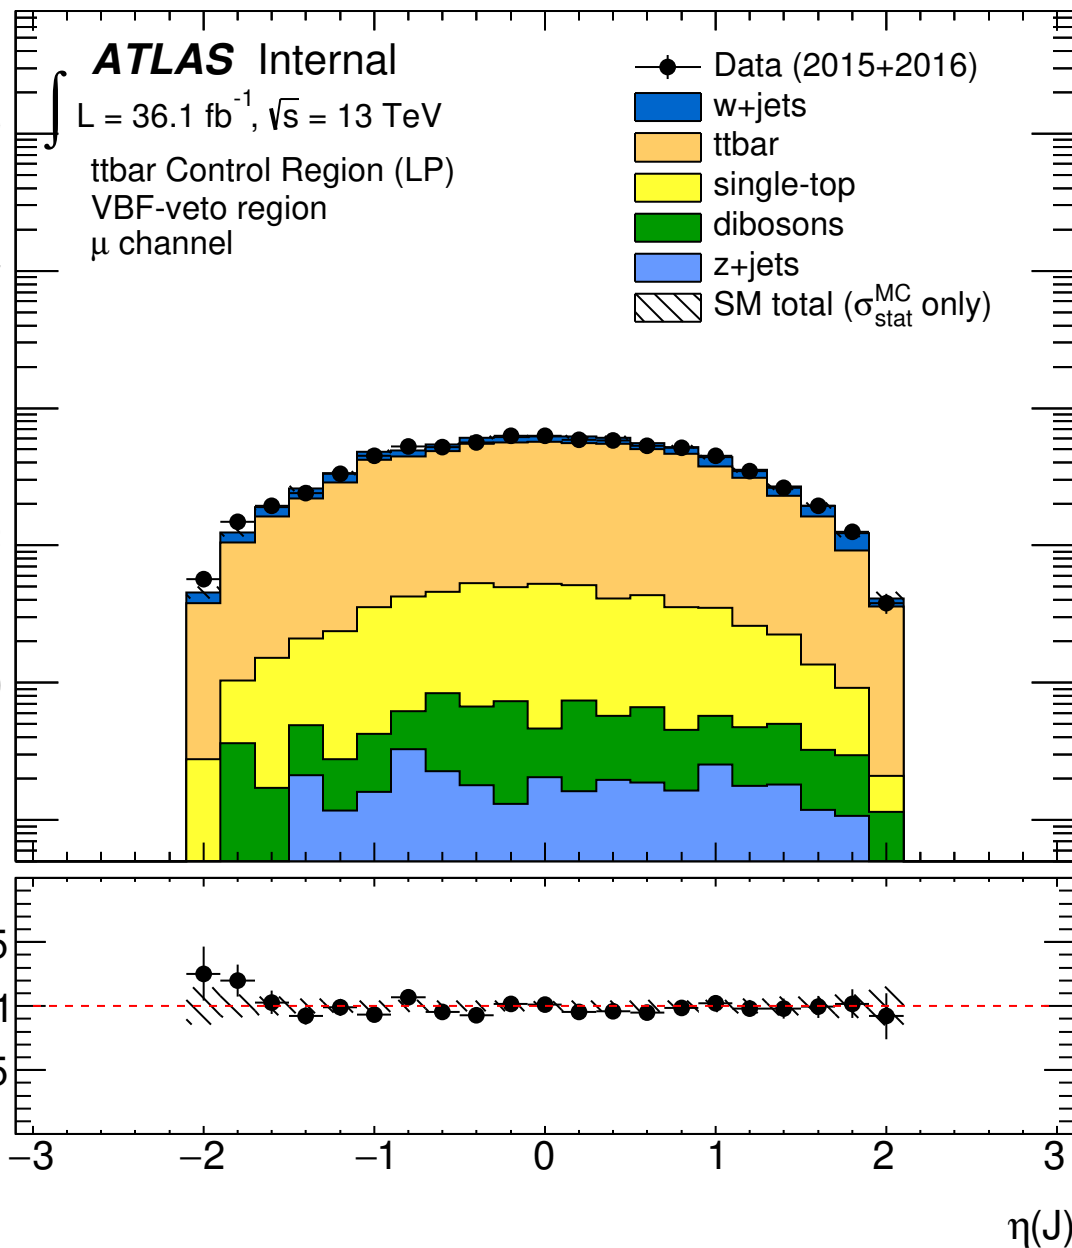 ATLAS Internal
∫ L = 36.1 fb⁻¹, √s = 13 TeV
ttbar Control Region (LP)
VBF-veto region
μ channel
Data (2015+2016)
w+jets
ttbar
single-top
dibosons
z+jets
SM total (σ^MC_stat only)
1
−3 −2 −1 0 1 2 3
η(J)